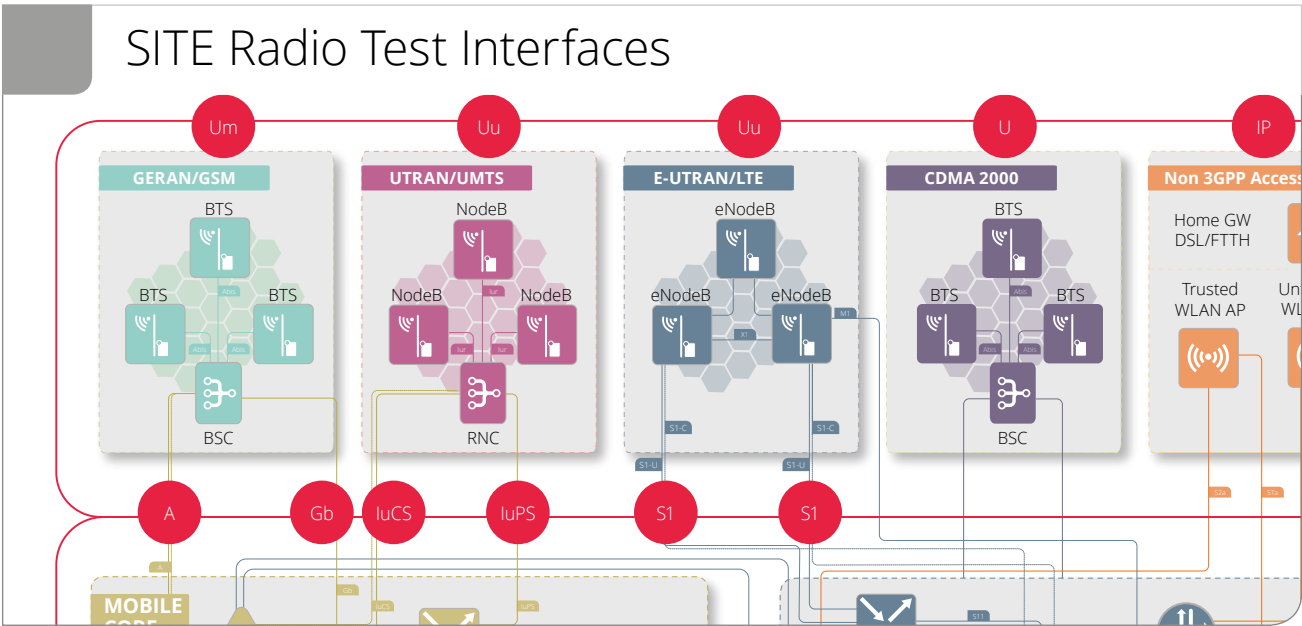 SITE Radio Test Interfaces
Um
Uu
Uu
U
IP
GERAN/GSM
UTRAN/UMTS
E-UTRAN/LTE
CDMA 2000
Non 3GPP Access
BTS
NodeB
eNodeB
BTS
Home GW
DSL/FTTH
Abis
Iur
Abis
BTS
BTS
NodeB
NodeB
eNodeB
eNodeB
BTS
BTS
Trusted
WLAN AP
M1
X1
Abis
Abis
Iur
Iur
Abis
Abis
BSC
RNC
BSC
S1-C
S1-C
S1-U
S1-U
S2a
STa
A
Gb
IuCS
IuPS
S1
S1
A
Gb
IuCS
IuPS
S11
MOBILE